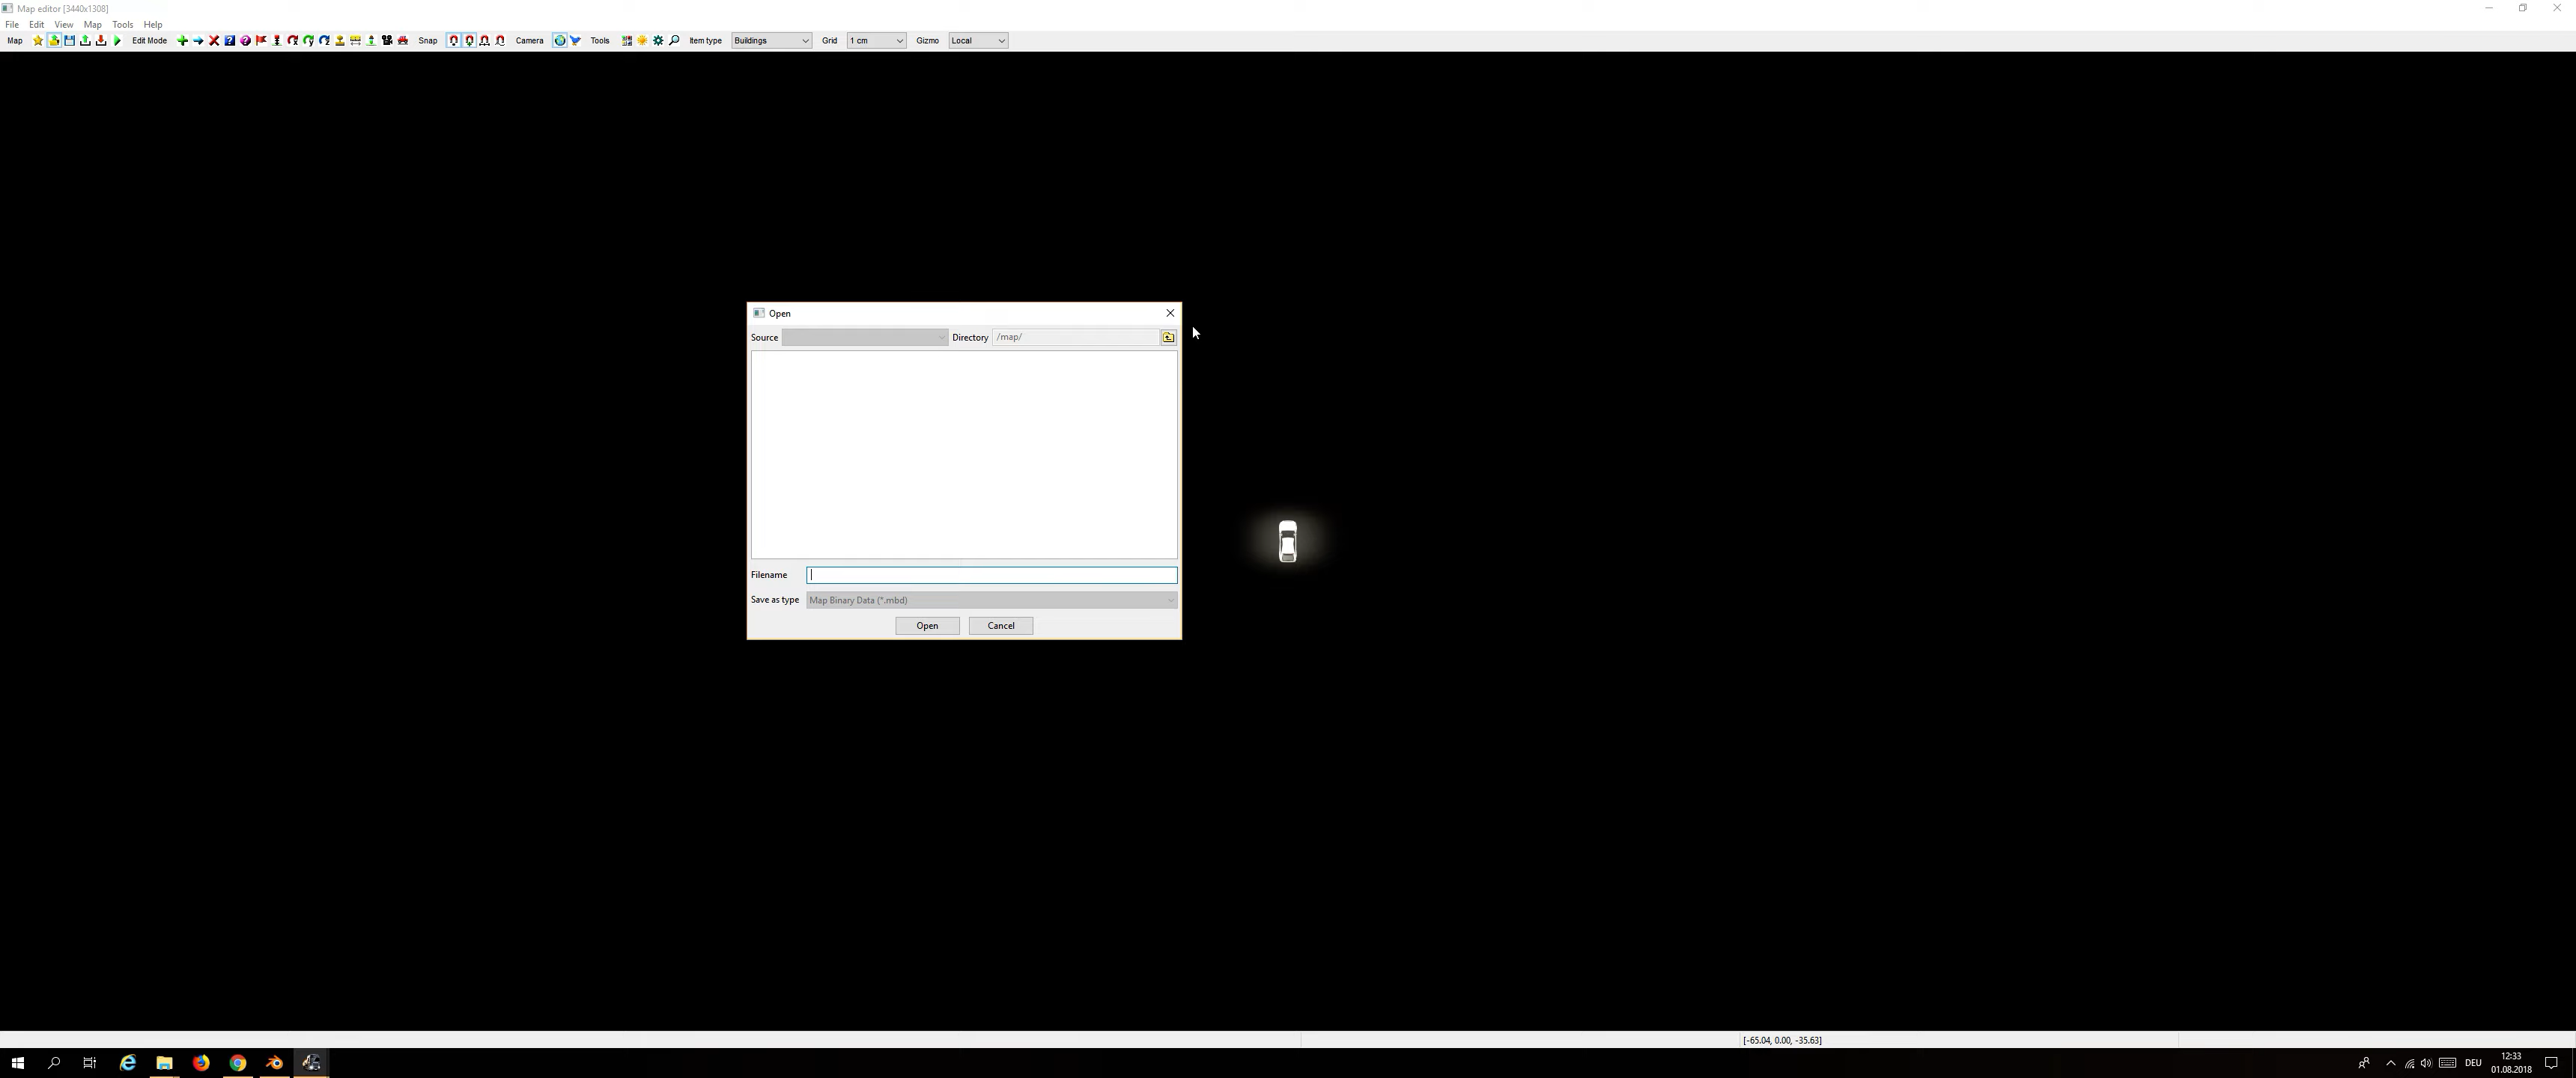 Map editor [3440x1308]
File Edit View Map Tools Help
Map Edit Mode Snap Camera Tools Item type Buildings Grid 1 cm Gizmo Local
Open
Source Directory /map/
Filename
Save as type Map Binary Data (*.mbd)
Open Cancel
[-65.04, 0.00, -35.63]
DEU
12:33
01.08.2018